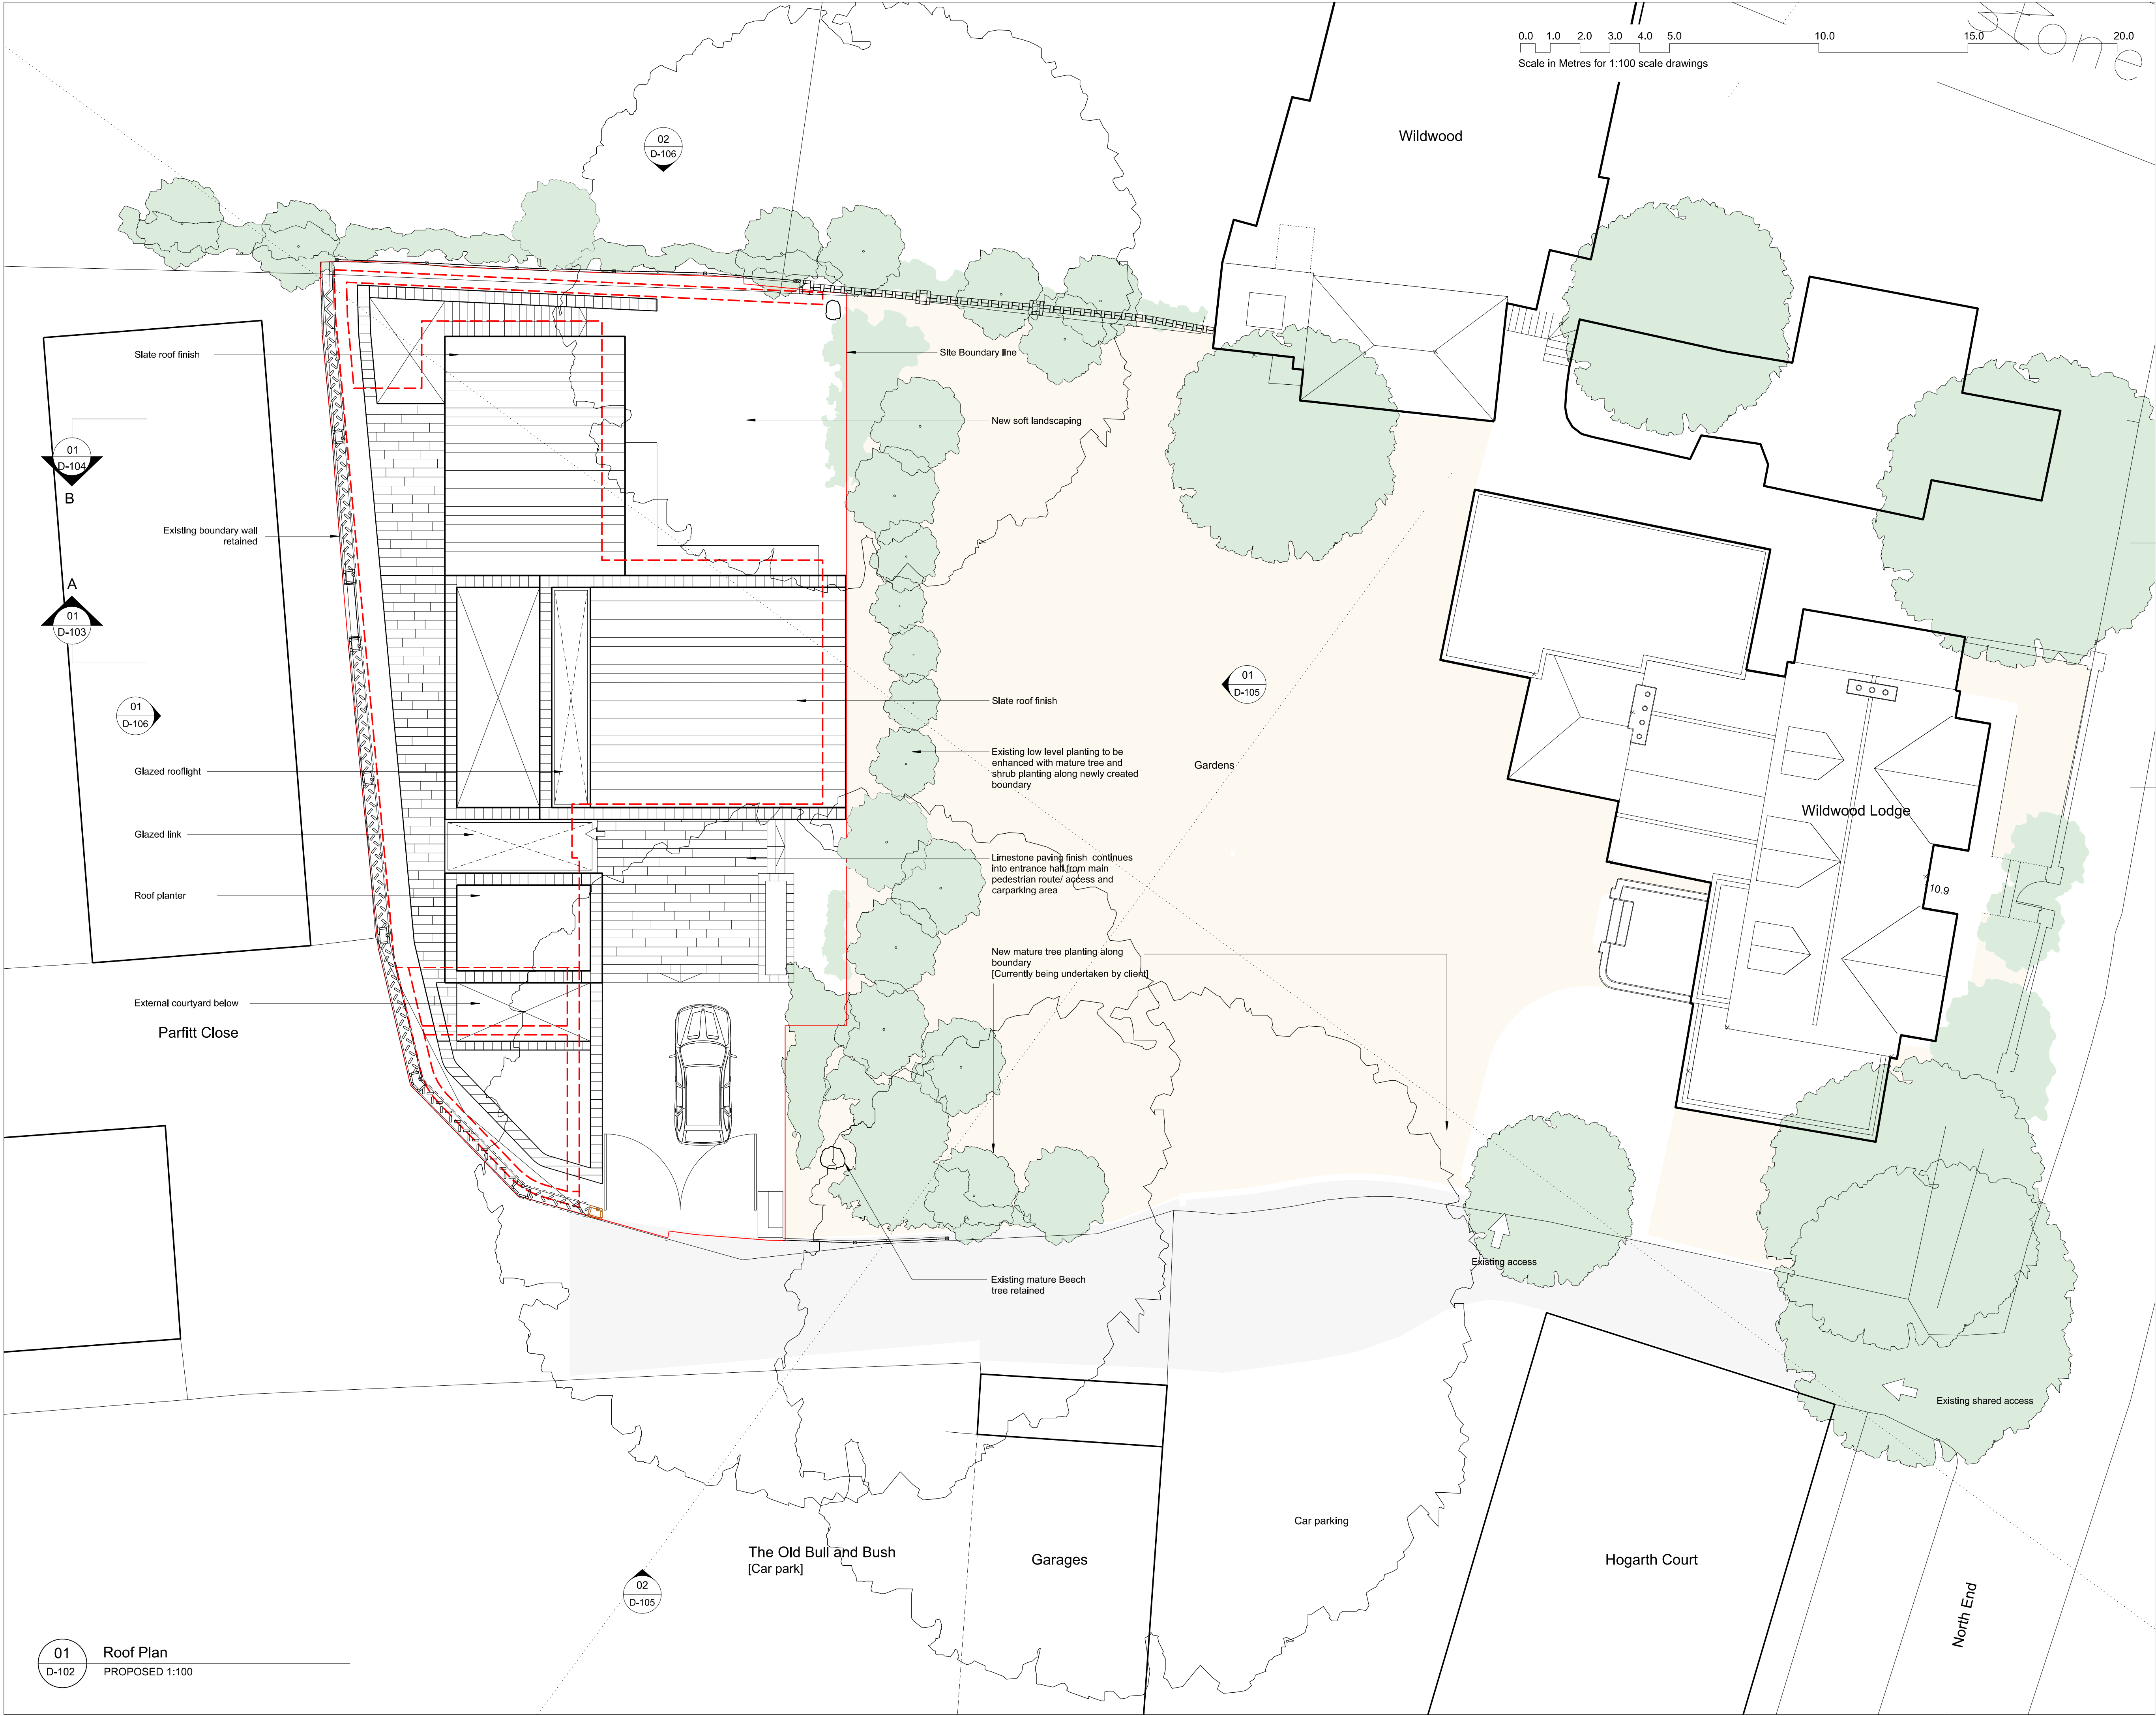 0.0 1.0 2.0 3.0 4.0 5.0 10.0 15.0 20.0
Scale in Metres for 1:100 scale drawings
Wildwood
02
D-106
Slate roof finish
Site Boundary line
New soft landscaping
01
D-104
B
Existing boundary wall
retained
A
01
D-103
01
D-106
01
D-105
Slate roof finish
Existing low level planting to be
enhanced with mature tree and
shrub planting along newly created
boundary
Gardens
Glazed rooflight
Wildwood Lodge
Glazed link
Limestone paving finish continues
into entrance hall from main
pedestrian route/ access and
carparking area
Roof planter
10.9
New mature tree planting along
boundary
[Currently being undertaken by client]
External courtyard below
Parfitt Close
Existing access
Existing mature Beech
tree retained
Existing shared access
Car parking
The Old Bull and Bush
[Car park]
Garages
Hogarth Court
02
D-105
North End
01
D-102
Roof Plan
PROPOSED 1:100